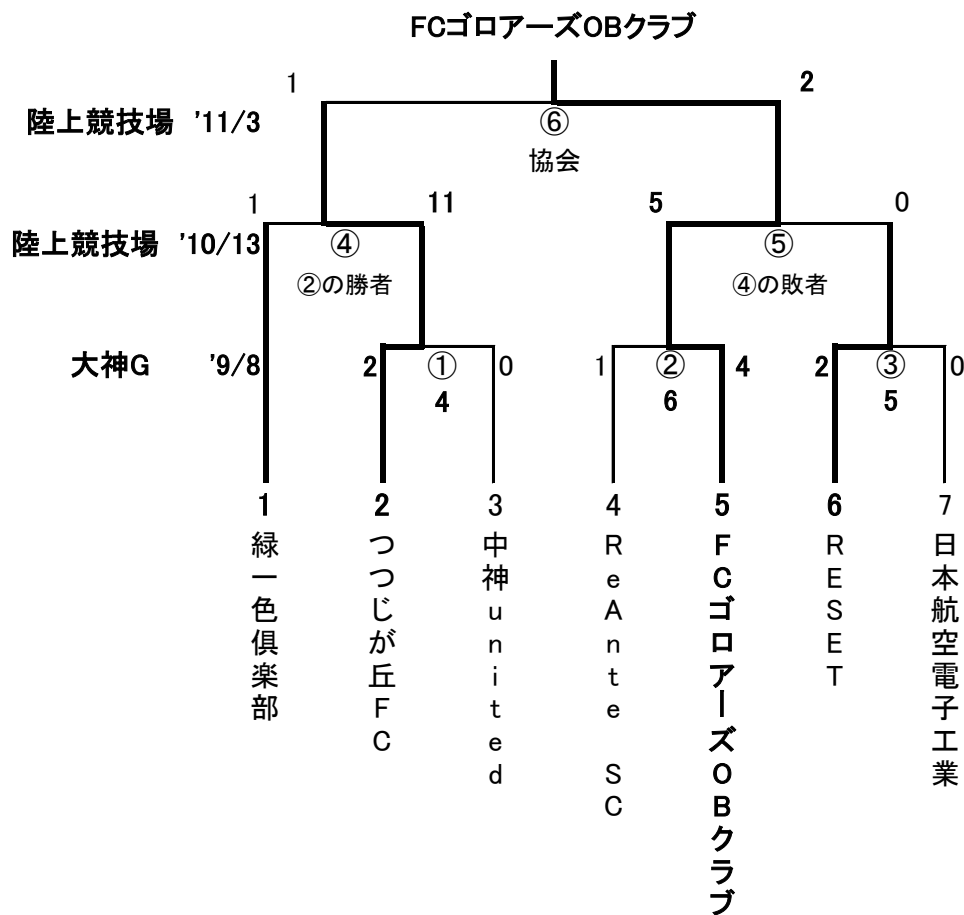 FCゴロアーズOBクラブ
1 2
陸上競技場 '11/3
⑥
協会
1 11 5 0
陸上競技場 '10/13
④ ⑤
②の勝者 ④の敗者
大神G '9/8
2 ① 0 1 ② 4 2 ③ 0
4 6 5
1 2 3 4 5 6 7
緑一色倶楽部
つつじが丘FC
中神united
ReAnte SC
FCゴロアーズOBクラブ
RESET
日本航空電子工業